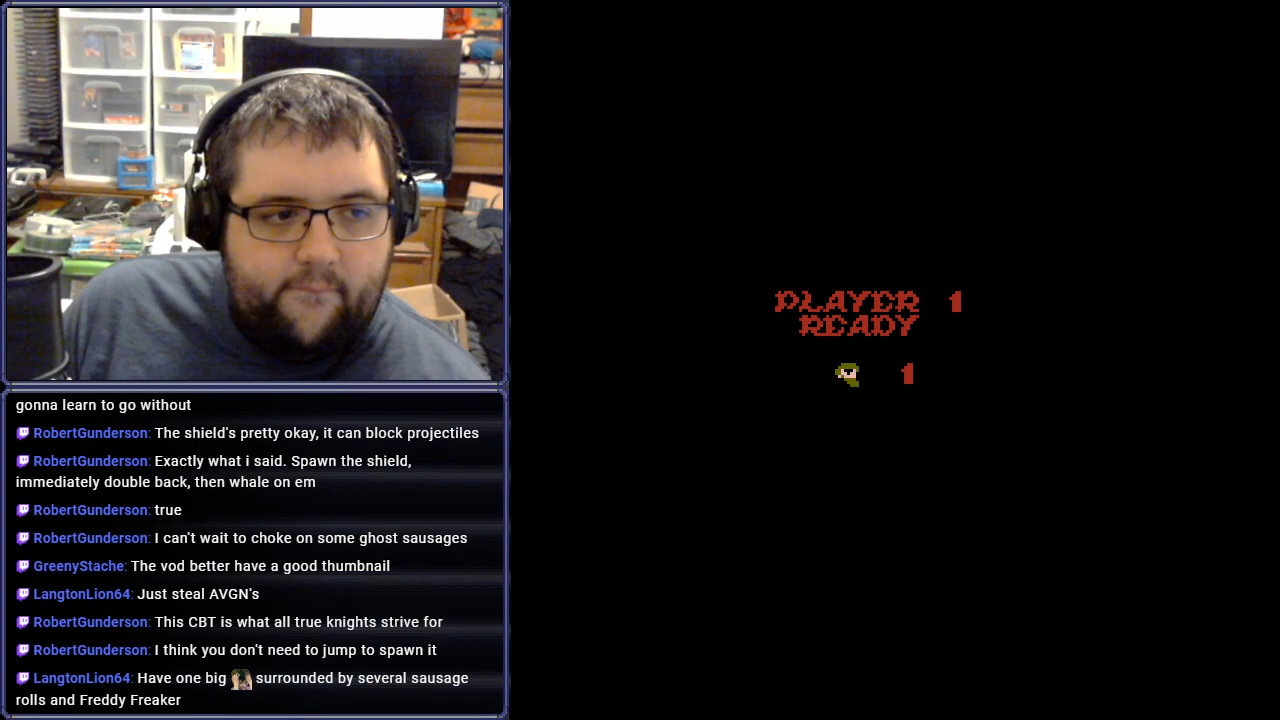 gonna learn to go without
RobertGunderson: The shield's pretty okay, it can block projectiles
RobertGunderson: Exactly what i said. Spawn the shield,
immediately double back, then whale on em
RobertGunderson: true
RobertGunderson: I can't wait to choke on some ghost sausages
GreenyStache: The vod better have a good thumbnail
LangtonLion64: Just steal AVGN's
RobertGunderson: This CBT is what all true knights strive for
RobertGunderson: I think you don't need to jump to spawn it
LangtonLion64: Have one big surrounded by several sausage
rolls and Freddy Freaker
PLAYER 1
READY
1